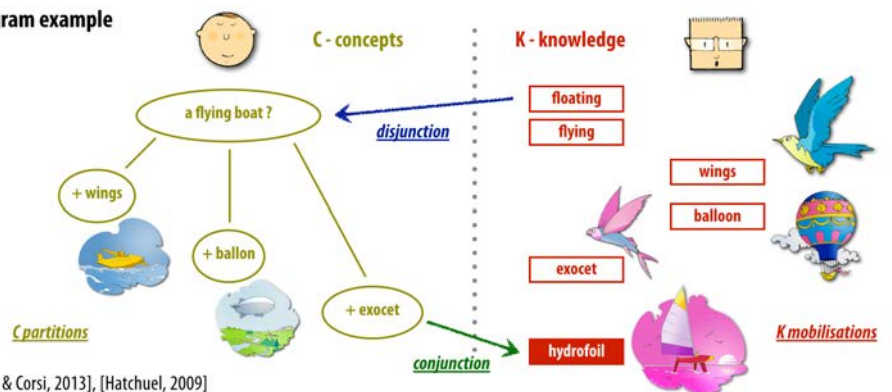 ram example
C - concepts
K - knowledge
a flying boat ?
disjunction
floating
flying
+ wings
wings
+ ballon
balloon
exocet
+ exocet
C partitions
conjunction
hydrofoil
K mobilisations
& Corsi, 2013], [Hatchuel, 2009]